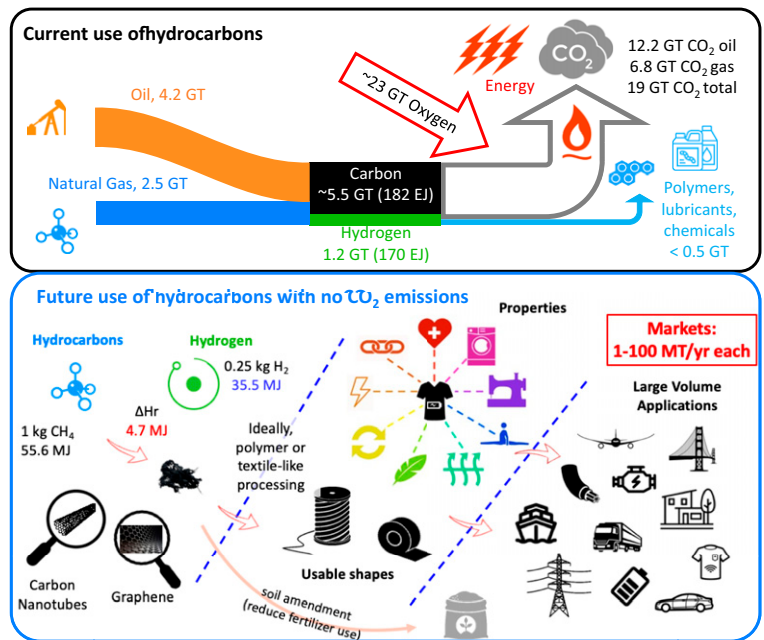 Current use of hydrocarbons
Oil, 4.2 GT
Natural Gas, 2.5 GT
Carbon
~5.5 GT (182 EJ)
Hydrogen
1.2 GT (170 EJ)
~23 GT Oxygen
Energy
CO2
12.2 GT CO2 oil
6.8 GT CO2 gas
19 GT CO2 total
Polymers,
lubricants,
chemicals
< 0.5 GT
Future use of hydrocarbons with no CO2 emissions
Hydrocarbons
Hydrogen
0.25 kg H2
35.5 MJ
1 kg CH4
55.6 MJ
ΔHr
4.7 MJ
Carbon
Nanotubes
Graphene
Ideally,
polymer or
textile-like
processing
Properties
Usable shapes
soil amendment
(reduce fertilizer use)
Markets:
1-100 MT/yr each
Large Volume
Applications